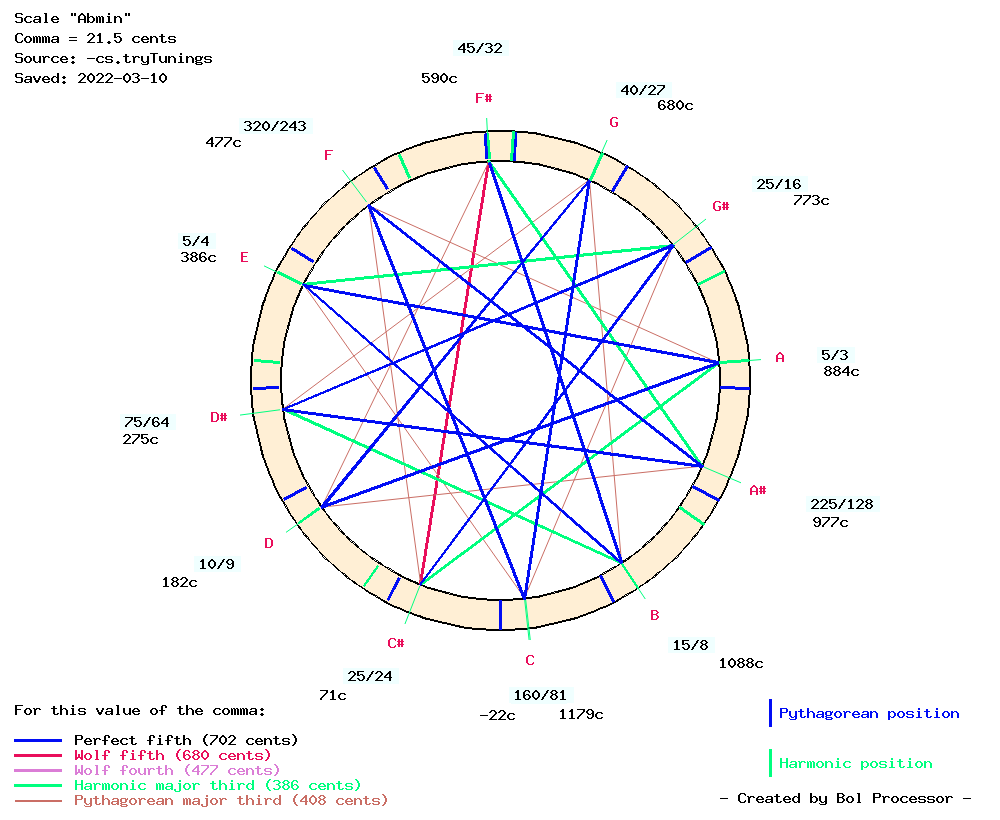 Scale "Abmin"
Comma = 21.5 cents
Source: -cs.tryTunings
Saved: 2022-03-10
45/32
590c
F#
40/27
680c
G
320/243
477c
F
25/16
773c
G#
5/4
386c
E
5/3
884c
A
75/64
275c
D#
225/128
977c
A#
10/9
182c
D
15/8
1088c
B
25/24
71c
C#
160/81
-22c 1179c
C
For this value of the comma:
Perfect fifth (702 cents)
Wolf fifth (680 cents)
Wolf fourth (477 cents)
Harmonic major third (386 cents)
Pythagorean major third (408 cents)
Pythagorean position
Harmonic position
- Created by Bol Processor -